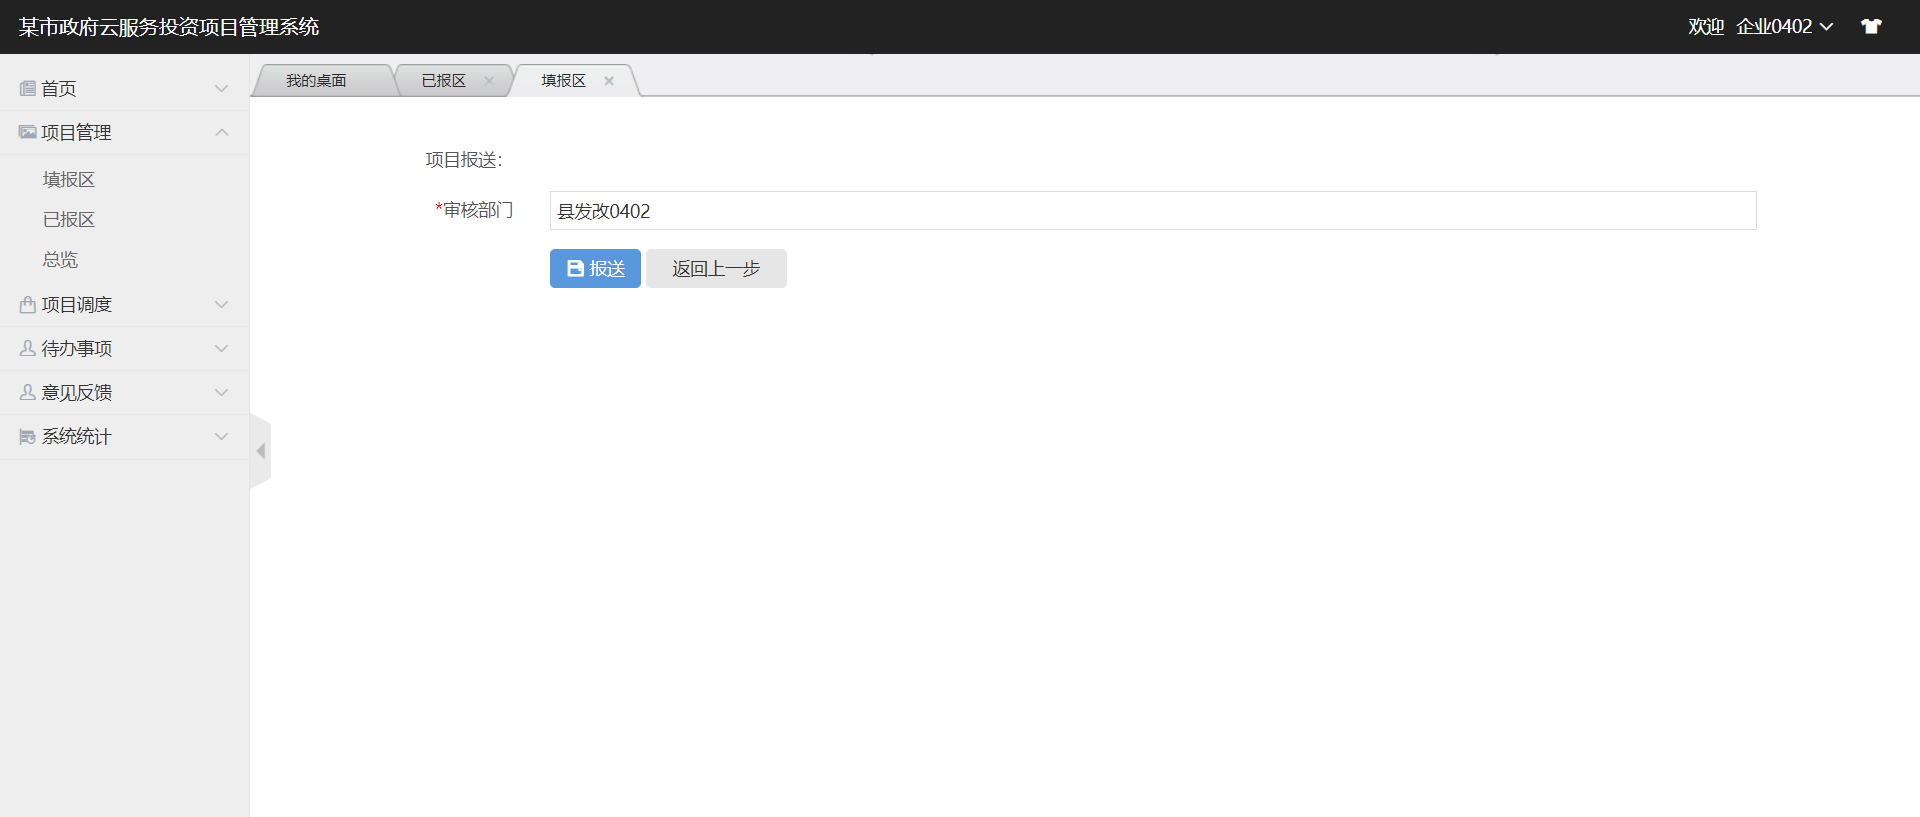 某市政府云服务投资项目管理系统
欢迎 企业0402
首页
项目管理
填报区
已报区
总览
项目调度
待办事项
意见反馈
系统统计
我的桌面
已报区
填报区
项目报送：
*审核部门
县发改0402
报送
返回上一步